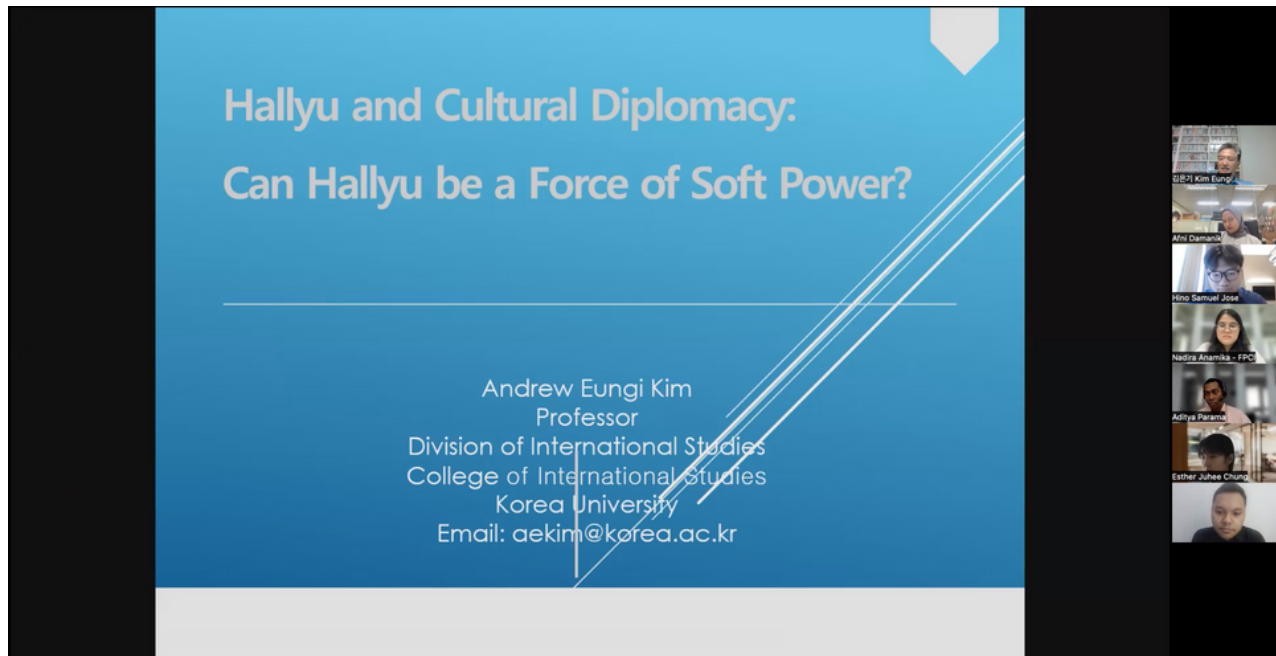 Hallyu and Cultural Diplomacy:
Can Hallyu be a Force of Soft Power?
Andrew Eungi Kim
Professor
Division of International Studies
College of International Studies
Korea University
Email: aekim@korea.ac.kr
김은기 Kim Eungi
Afni Damanik
Hino Samuel Jose
Nadira Anamika - FPCI
Aditya Parama
Esther Juhee Chung